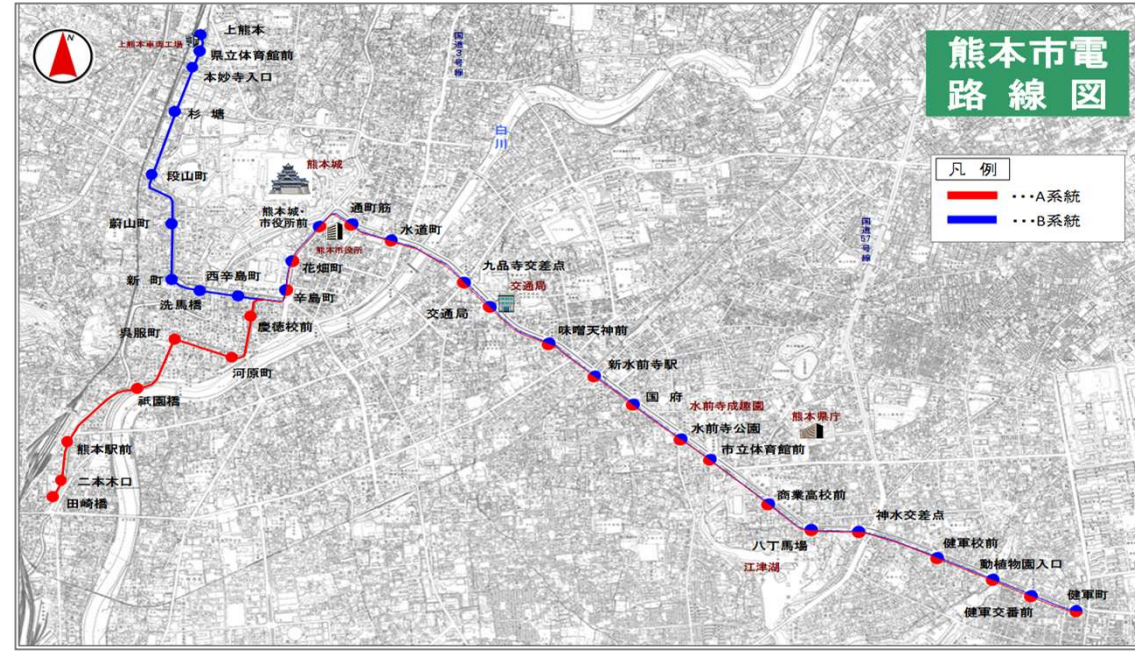 熊本市電
路線図
凡例
・・・A系統
・・・B系統
N
上熊本
上熊本車両工場
県立体育館前
本妙寺入口
杉塘
段山町
蔚山町
新町
洗馬橋
西辛島町
国道3号線
白川
熊本城
熊本城・
市役所前
熊本市役所
通町筋
水道町
花畑町
辛島町
慶徳校前
呉服町
河原町
祇園橋
熊本駅前
二本木口
田崎橋
九品寺交差点
交通局
交通局
味噌天神前
新水前寺駅
国府
水前寺成趣園
水前寺公園
市立体育館前
熊本県庁
国道57号線
商業高校前
八丁馬場
江津湖
神水交差点
健軍校前
動植物園入口
健軍交番前
健軍町